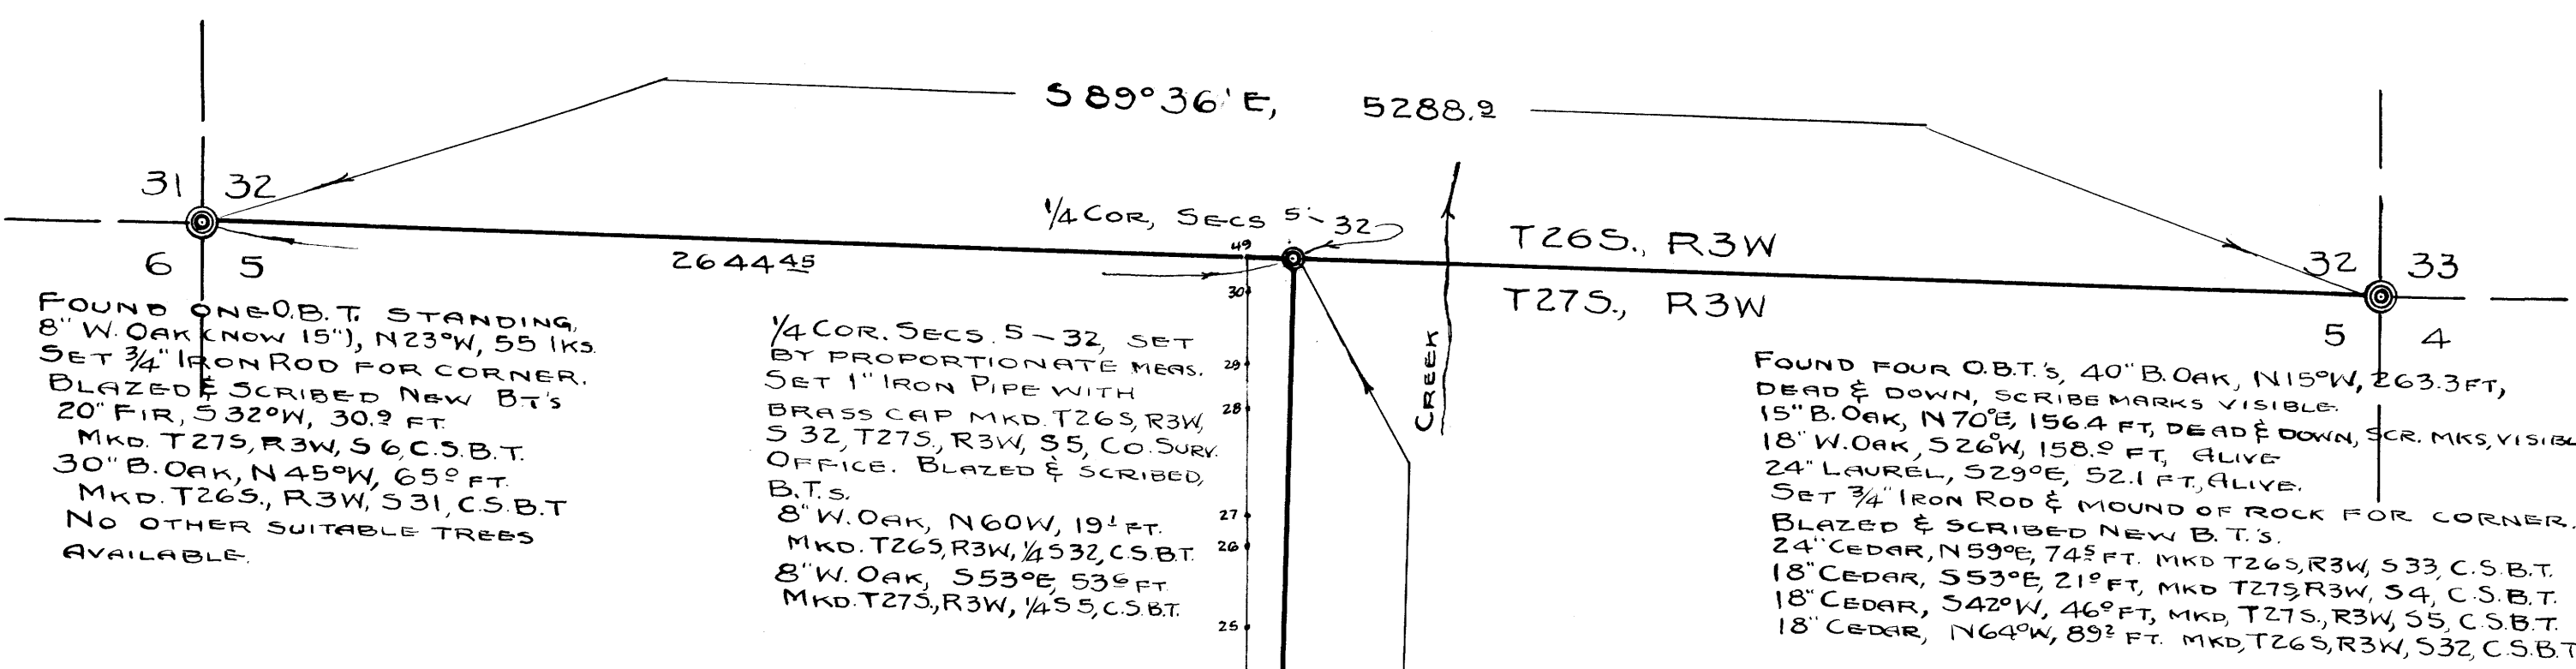 S 89° 36' E, 5288.9
31 32
6 5
2644 45
1/4 COR, SECS 5 - 32
T26S., R3W
T27S., R3W
CREEK
32 33
5 4
FOUND ONE O.B.T. STANDING,
8" W. OAK (NOW 15"), N23°W, 55 lKS.
SET 3/4" IRON ROD FOR CORNER.
BLAZED & SCRIBED NEW B.T'S
20" FIR, S 32°W, 30.9 FT.
MKD. T27S, R3W, S 6, C.S.B.T.
30" B. OAK, N 45°W, 65 0 FT.
MKD. T26S., R3W, S31, C.S.B.T
NO OTHER SUITABLE TREES
AVAILABLE.
1/4 COR. SECS. 5 - 32, SET
BY PROPORTIONATE MEAS.
SET 1" IRON PIPE WITH
BRASS CAP MKD. T26S, R3W,
S 32, T27S., R3W, S5, CO. SURV.
OFFICE. BLAZED & SCRIBED,
B.T.S.
8" W. OAK, N60W, 19 1 FT.
MKD. T26S, R3W, 1/4 S32, C.S.B.T.
8" W. OAK, S53°E, 53 6 FT
MKD. T27S., R3W, 1/4 S5, C.S.B.T.
49
30
29
28
27
26
25
FOUND FOUR O.B.T.'s, 40" B. OAK, N15°W, 263.3 FT,
DEAD & DOWN, SCRIBE MARKS VISIBLE.
15" B. OAK, N70°E, 156.4 FT, DEAD & DOWN, SCR. MKS, VISIBL
18" W. OAK, S26°W, 158.0 FT, ALIVE
24" LAUREL, S29°E, 52.1 FT, ALIVE.
SET 3/4" IRON ROD & MOUND OF ROCK FOR CORNER.
BLAZED & SCRIBED NEW B.T.'s.
24" CEDAR, N59°E, 74 5 FT. MKD T26S, R3W, S33, C.S.B.T.
18" CEDAR, S53°E, 21 0 FT, MKD T27S, R3W, S4, C.S.B.T.
18" CEDAR, S42°W, 46 0 FT, MKD, T27S., R3W, S5, C.S.B.T.
18" CEDAR, N64°W, 89 2 FT. MKD, T26S, R3W, S32, C.S.B.T